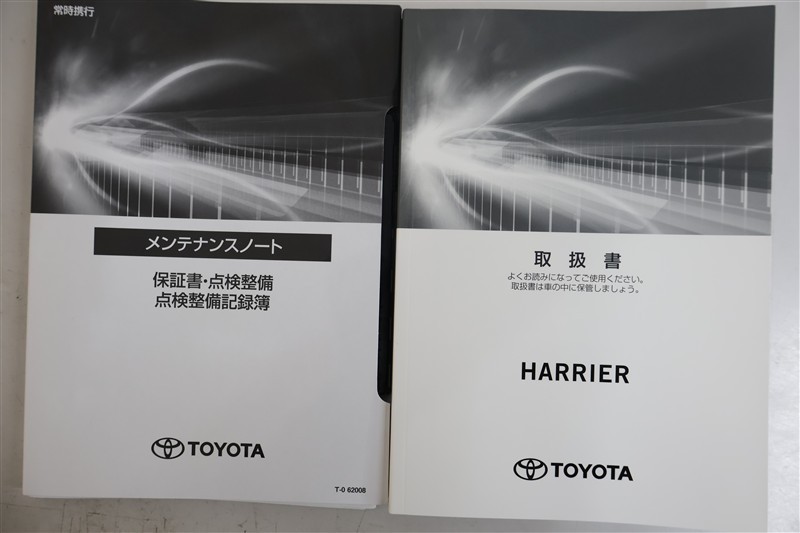 常時携行
メンテナンスノート
保証書・点検整備
点検整備記録簿
TOYOTA
T-0 62008
取扱書
よくお読みになってご使用ください。
取扱書は車の中に保管しましょう。
HARRIER
TOYOTA